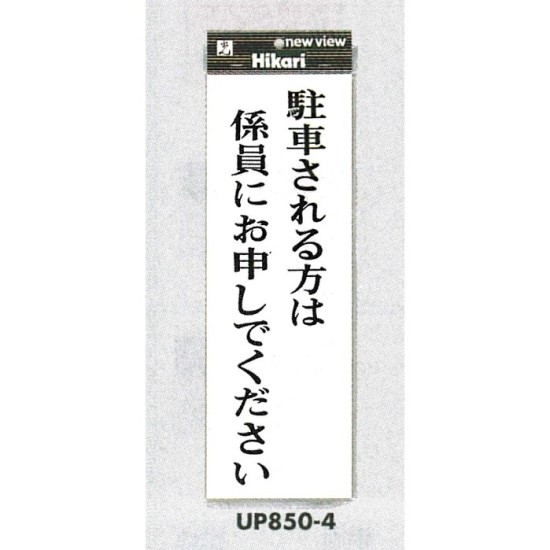 光
new view
Hikari
駐車される方は
係員にお申しでください
UP850-4